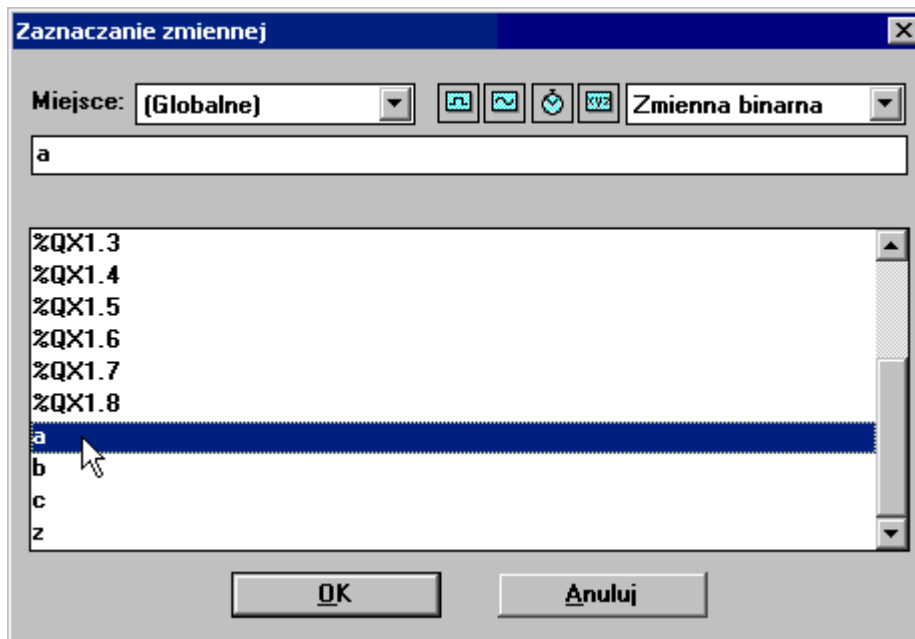 Zaznaczanie zmiennej
Miejsce: (Globalne) xyz Zmienna binarna
a
%QX1.3
%QX1.4
%QX1.5
%QX1.6
%QX1.7
%QX1.8
a
b
c
z
OK Anuluj